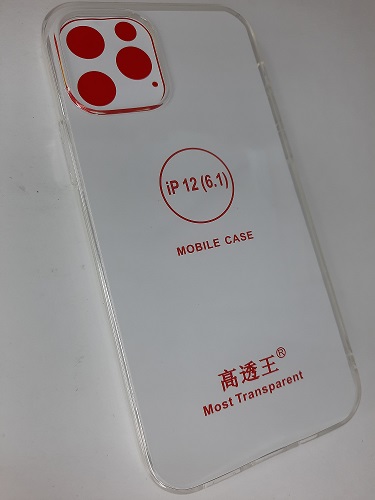 iP 12 (6.1)
MOBILE CASE
高透王®
Most Transparent